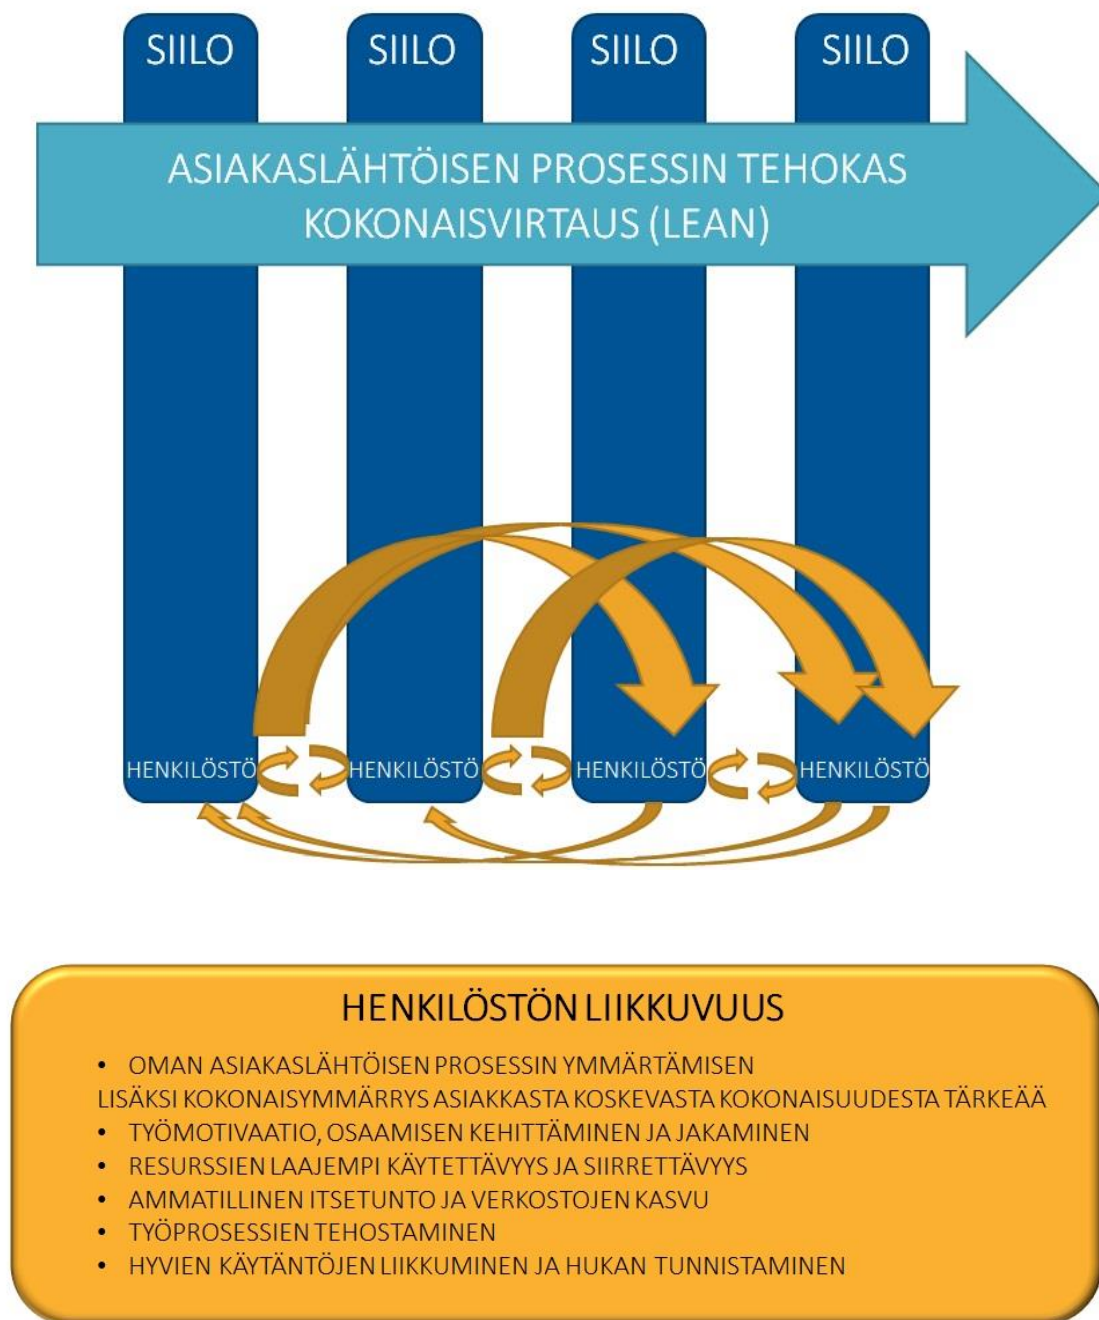 SIILO SIILO SIILO SIILO
ASIAKASLÄHTÖISEN PROSESSIN TEHOKAS
KOKONAISVIRTAUS (LEAN)
HENKILÖSTÖ HENKILÖSTÖ HENKILÖSTÖ HENKILÖSTÖ
HENKILÖSTÖN LIIKKUVUUS
• OMAN ASIAKASLÄHTÖISEN PROSESSIN YMMÄRTÄMISEN
LISÄKSI KOKONAISYMMÄRRYS ASIAKKASTA KOSKEVASTA KOKONAISUUDESTA TÄRKEÄÄ
• TYÖMOTIVAATIO, OSAAMISEN KEHITTÄMINEN JA JAKAMINEN
• RESURSSIEN LAAJEMPI KÄYTETTÄVYYS JA SIIRRETTÄVYYS
• AMMATILLINEN ITSETUNTO JA VERKOSTOJEN KASVU
• TYÖPROSESSIEN TEHOSTAMINEN
• HYVIEN KÄYTÄNTÖJEN LIIKKUMINEN JA HUKAN TUNNISTAMINEN